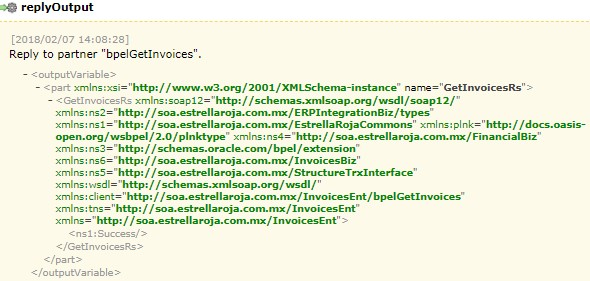 replyOutput
[2018/02/07 14:08:28]
Reply to partner "bpelGetInvoices".
- <outputVariable>
- <part xmlns:xsi="http://www.w3.org/2001/XMLSchema-instance" name="GetInvoicesRs">
- <GetInvoicesRs xmlns:soap12="http://schemas.xmlsoap.org/wsdl/soap12/"
xmlns:ns2="http://soa.estrellaroja.com.mx/ERPIntegrationBiz/types"
xmlns:ns1="http://soa.estrellaroja.com.mx/EstrellaRojaCommons" xmlns:plnk="http://docs.oasis-
open.org/wsbpel/2.0/plnktype" xmlns:ns4="http://soa.estrellaroja.com.mx/FinancialBiz"
xmlns:ns3="http://schemas.oracle.com/bpel/extension"
xmlns:ns6="http://soa.estrellaroja.com.mx/InvoicesBiz"
xmlns:ns5="http://soa.estrellaroja.com.mx/StructureTrxInterface"
xmlns:wsdl="http://schemas.xmlsoap.org/wsdl/"
xmlns:client="http://soa.estrellaroja.com.mx/InvoicesEnt/bpelGetInvoices"
xmlns:tns="http://soa.estrellaroja.com.mx/InvoicesEnt"
xmlns="http://soa.estrellaroja.com.mx/InvoicesEnt">
<ns1:Success/>
</GetInvoicesRs>
</part>
</outputVariable>